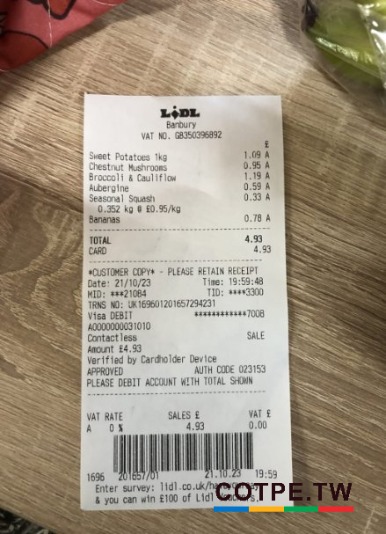 LIDL
Banbury
VAT NO. GB350396892
£
Sweet Potatoes 1kg 1.09 A
Chestnut Mushrooms 0.95 A
Broccoli & Cauliflow 1.19 A
Aubergine 0.59 A
Seasonal Squash 0.33 A
0.352 kg @ £0.95/kg
Bananas 0.78 A
TOTAL 4.93
CARD 4.93
*CUSTOMER COPY* - PLEASE RETAIN RECEIPT
Date: 21/10/23 Time: 19:59:48
MID: ***21084 TID: ****3300
TRNS NO: UK169601201657294231
Visa DEBIT ************7008
A0000000031010
Contactless SALE
Amount £4.93
Verified by Cardholder Device
APPROVED AUTH CODE 023153
PLEASE DEBIT ACCOUNT WITH TOTAL SHOWN
VAT RATE SALES £ VAT £
A 0 % 4.93 0.00
1696 201657/01 21.10.23 19:59
Enter survey: lidl.co.uk/
& you can win £100 of Lidl
COTPE.TW